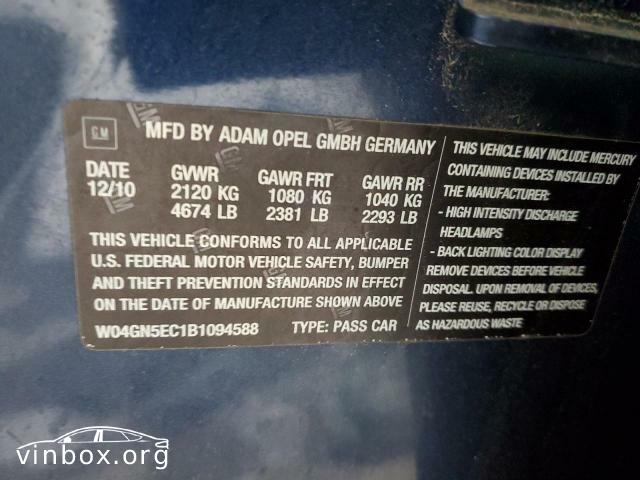 GM
MFD BY ADAM OPEL GMBH GERMANY
DATE GVWR GAWR FRT GAWR RR
12/10 2120 KG 1080 KG 1040 KG
4674 LB 2381 LB 2293 LB
THIS VEHICLE CONFORMS TO ALL APPLICABLE
U.S. FEDERAL MOTOR VEHICLE SAFETY, BUMPER
AND THEFT PREVENTION STANDARDS IN EFFECT
ON THE DATE OF MANUFACTURE SHOWN ABOVE
W04GN5EC1B1094588 TYPE: PASS CAR
THIS VEHICLE MAY INCLUDE MERCURY
CONTAINING DEVICES INSTALLED BY
THE MANUFACTURER:
- HIGH INTENSITY DISCHARGE
HEADLAMPS
- BACK LIGHTING COLOR DISPLAY
REMOVE DEVICES BEFORE VEHICLE
DISPOSAL. UPON REMOVAL OF DEVICES,
PLEASE REUSE, RECYCLE OR DISPOSE
AS HAZARDOUS WASTE
vinbox.org